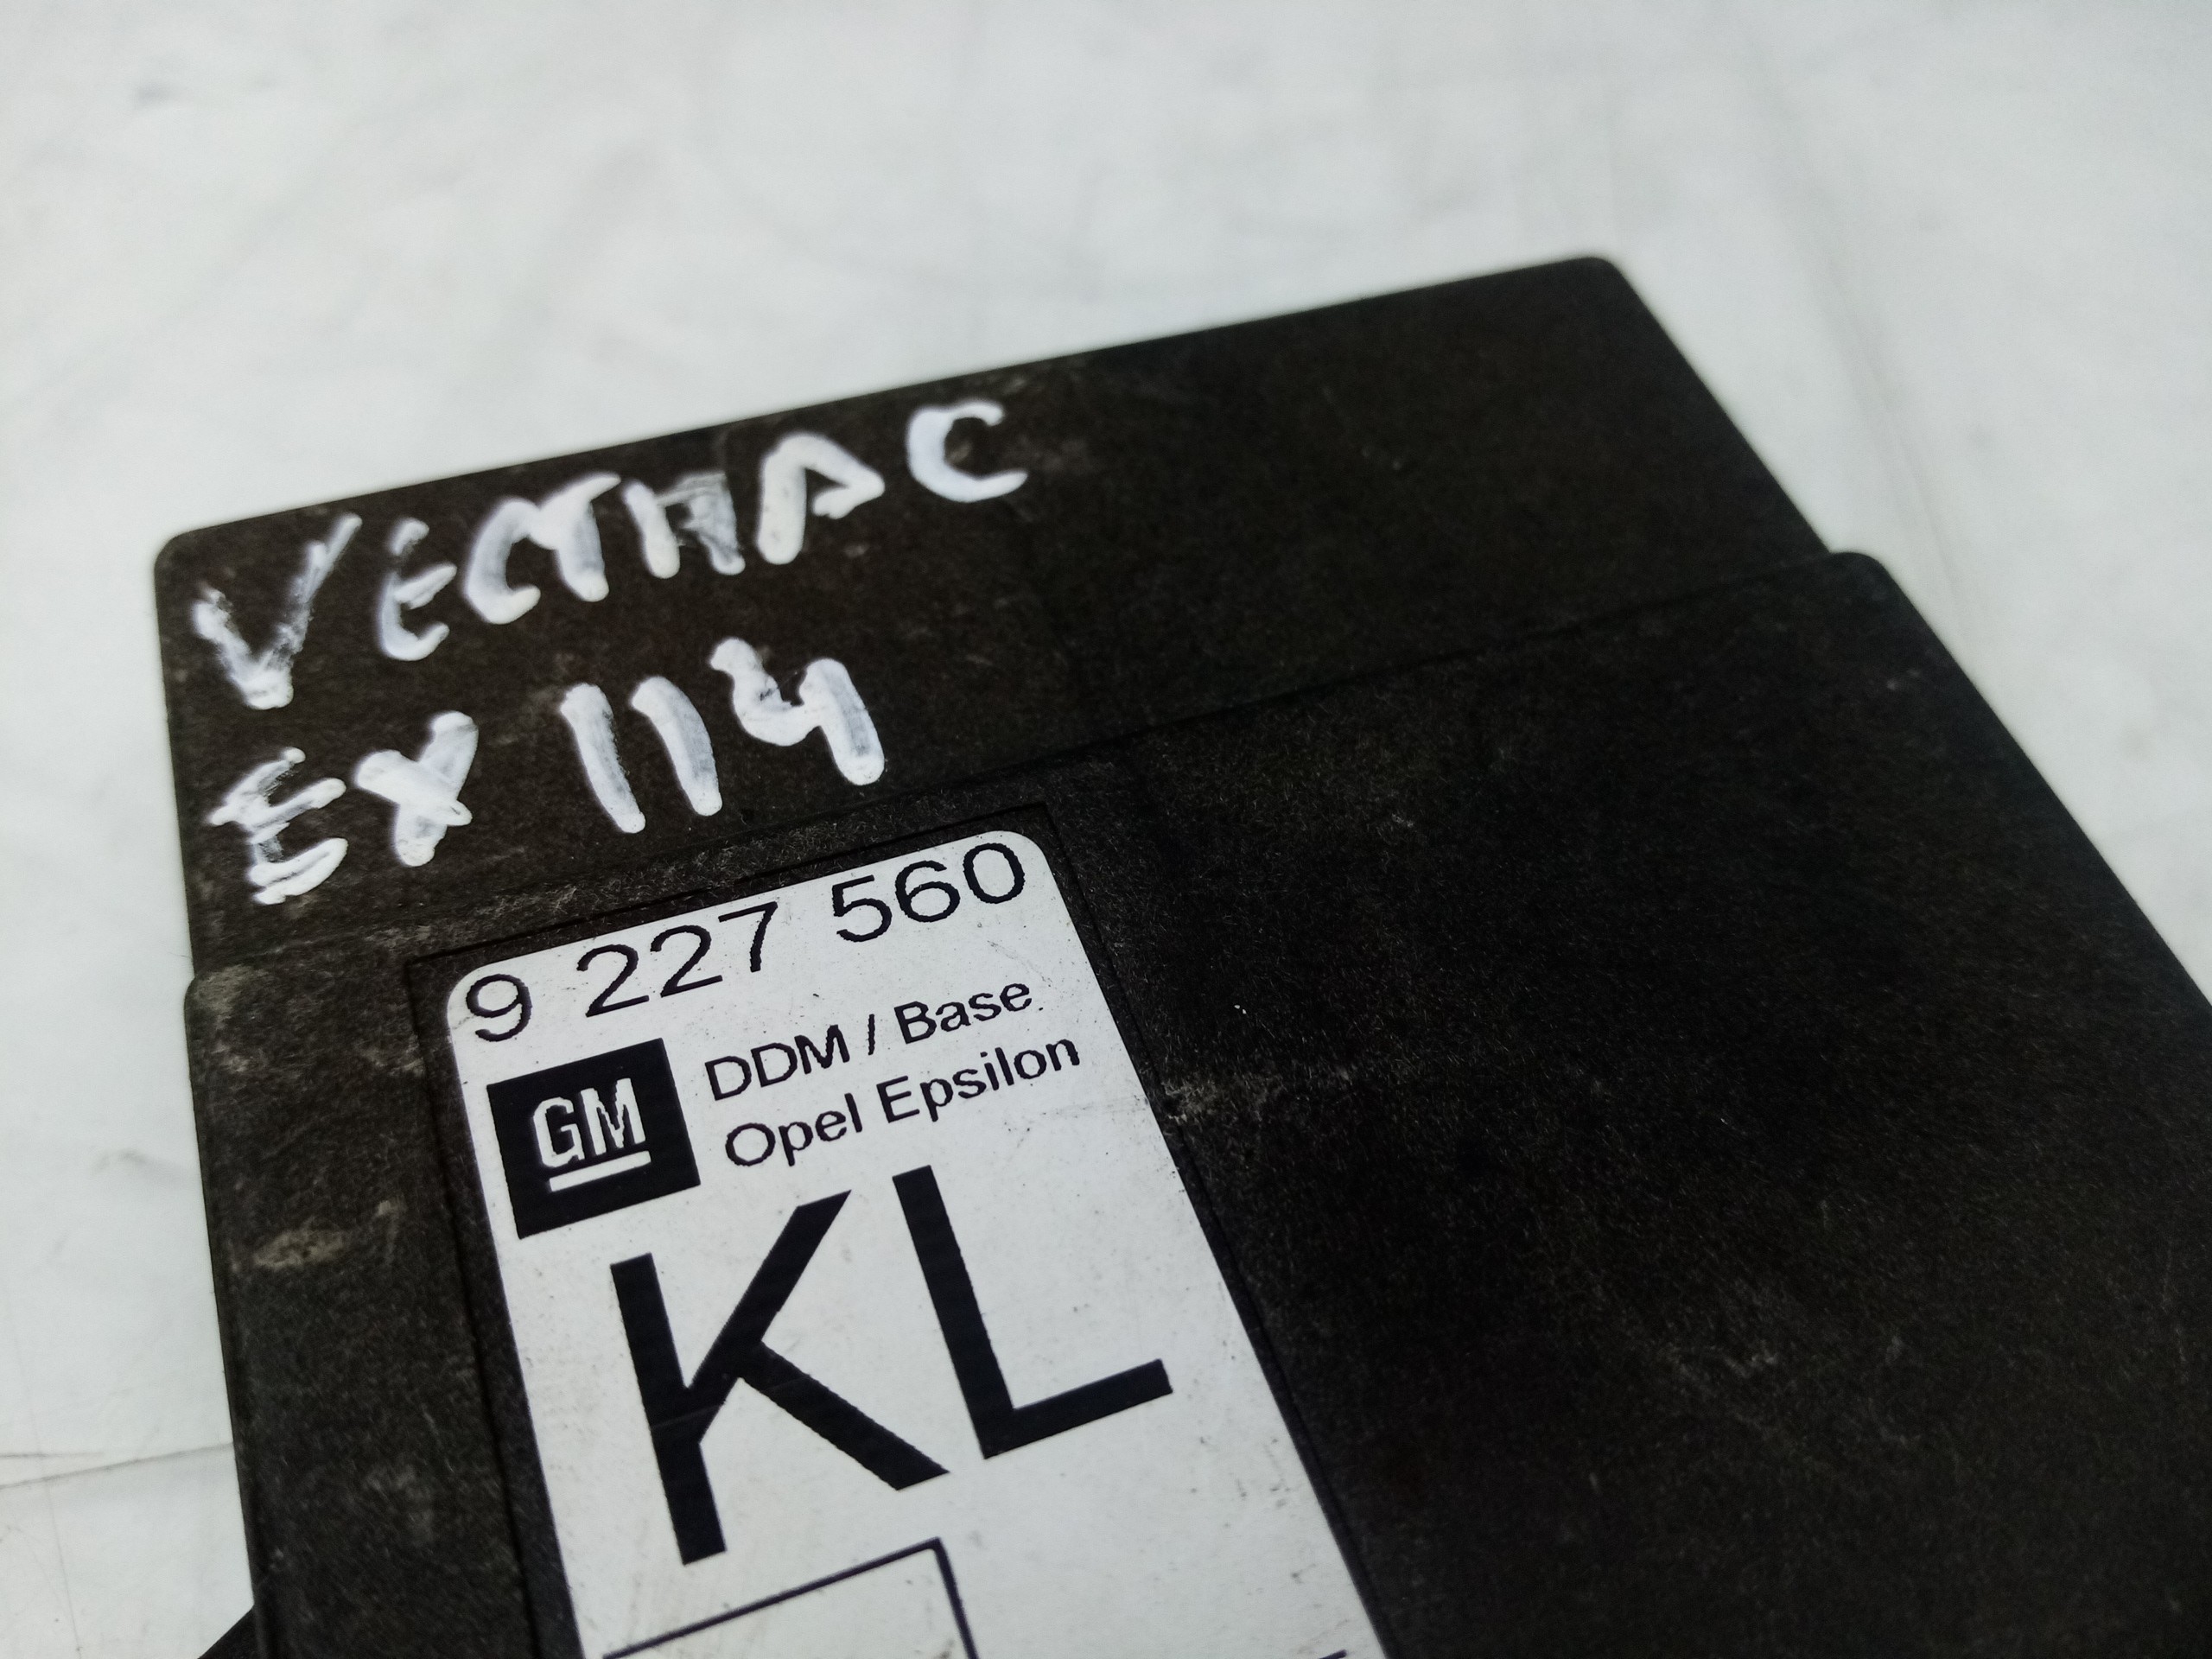 VECTRA C
EX 114
9 227 560
GM
DDM / Base
Opel Epsilon
KL